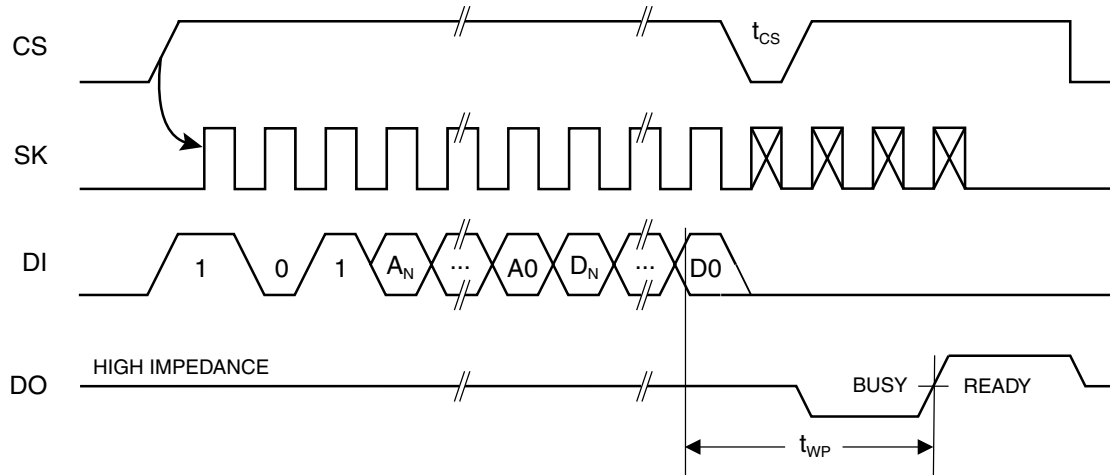 CS
t_CS
SK
DI
1 0 1 A_N ... A0 D_N ... D0
HIGH IMPEDANCE
DO
BUSY READY
t_WP